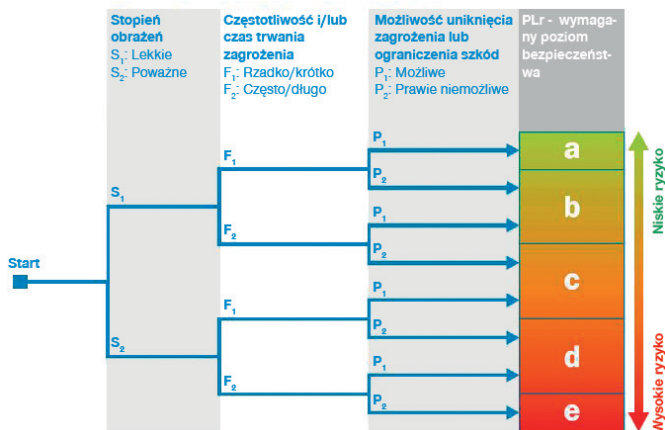 Stopień
obrażeń
S₁: Lekkie
S₂: Poważne
Częstotliwość i/lub
czas trwania
zagrożenia
F₁: Rzadko/krótko
F₂: Często/długo
Możliwość uniknięcia
zagrożenia lub
ograniczenia szkód
P₁: Możliwe
P₂: Prawie niemożliwe
PLr - wymaga-
ny poziom
bezpieczeńst-
wa
Start
S₁
S₂
F₁
F₂
F₁
F₂
P₁
P₂
P₁
P₂
P₁
P₂
P₁
P₂
a
b
c
d
e
Niskie ryzyko
Wysokie ryzyko